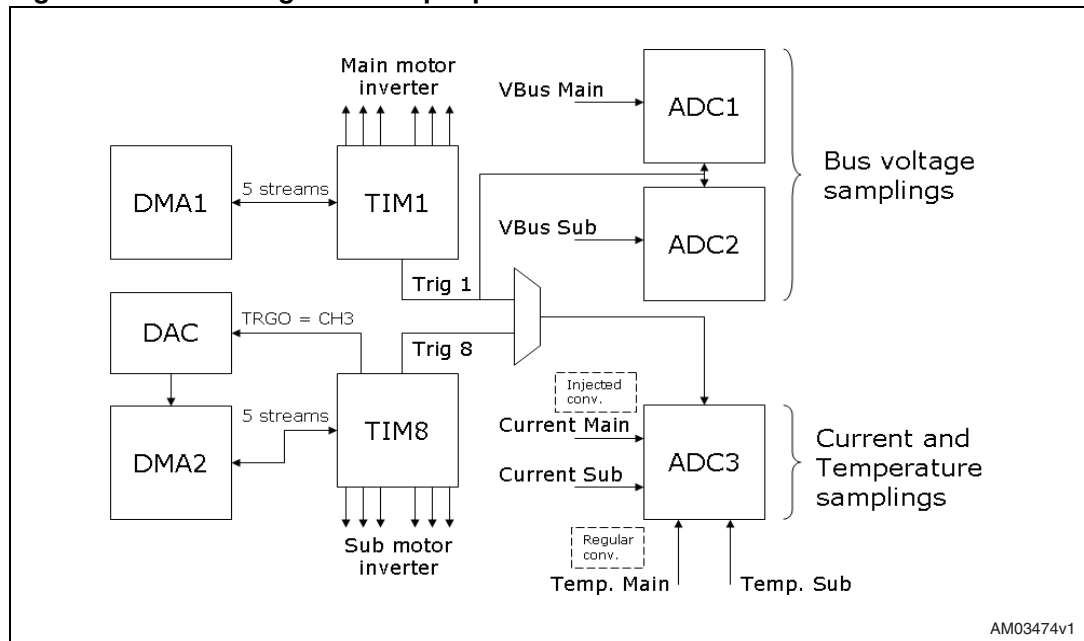 Main motor
inverter
VBus Main
ADC1
Bus voltage
samplings
DMA1
5 streams
TIM1
VBus Sub
ADC2
Trig 1
DAC
TRGO = CH3
Trig 8
Injected
conv.
DMA2
5 streams
TIM8
Current Main
Current Sub
ADC3
Current and
Temperature
samplings
Sub motor
inverter
Regular
conv.
Temp. Main
Temp. Sub
AM03474v1